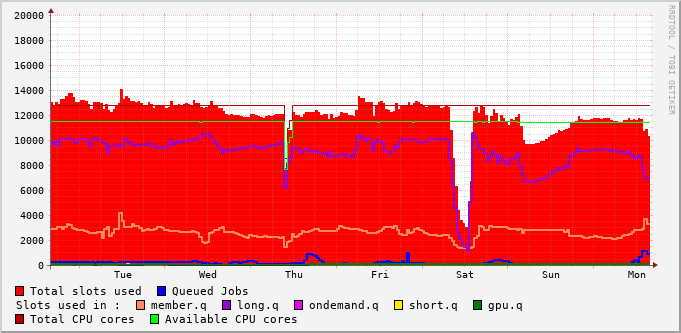 RRDTOOL / TOBI OETIKER
20000
18000
16000
14000
12000
10000
8000
6000
4000
2000
0
Tue Wed Thu Fri Sat Sun Mon
Total slots used Queued Jobs
Slots used in : member.q long.q ondemand.q short.q gpu.q
Total CPU cores Available CPU cores